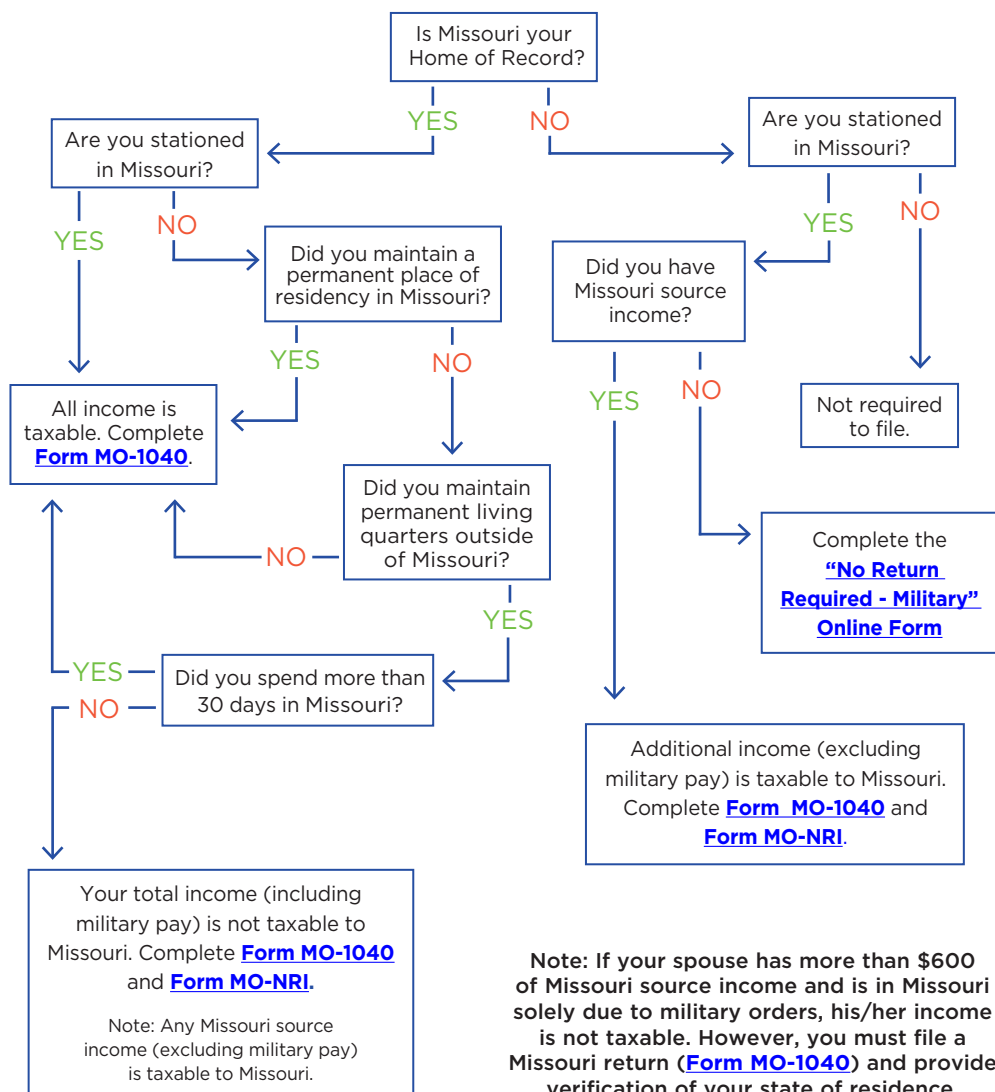 Is Missouri your
Home of Record?
YES
NO
Are you stationed
in Missouri?
Are you stationed
in Missouri?
YES
NO
YES
NO
Did you maintain a
permanent place of
residency in Missouri?
Did you have
Missouri source
income?
YES
NO
YES
NO
All income is
taxable. Complete
Form MO-1040.
Not required
to file.
Did you maintain
permanent living
quarters outside
of Missouri?
NO
YES
Complete the
“No Return
Required - Military”
Online Form
Did you spend more than
30 days in Missouri?
YES
NO
Additional income (excluding
military pay) is taxable to Missouri.
Complete Form MO-1040 and
Form MO-NRI.
Your total income (including
military pay) is not taxable to
Missouri. Complete Form MO-1040
and Form MO-NRI.
Note: Any Missouri source
income (excluding military pay)
is taxable to Missouri.
Note: If your spouse has more than $600
of Missouri source income and is in Missouri
solely due to military orders, his/her income
is not taxable. However, you must file a
Missouri return (Form MO-1040) and provide
verification of your state of residence